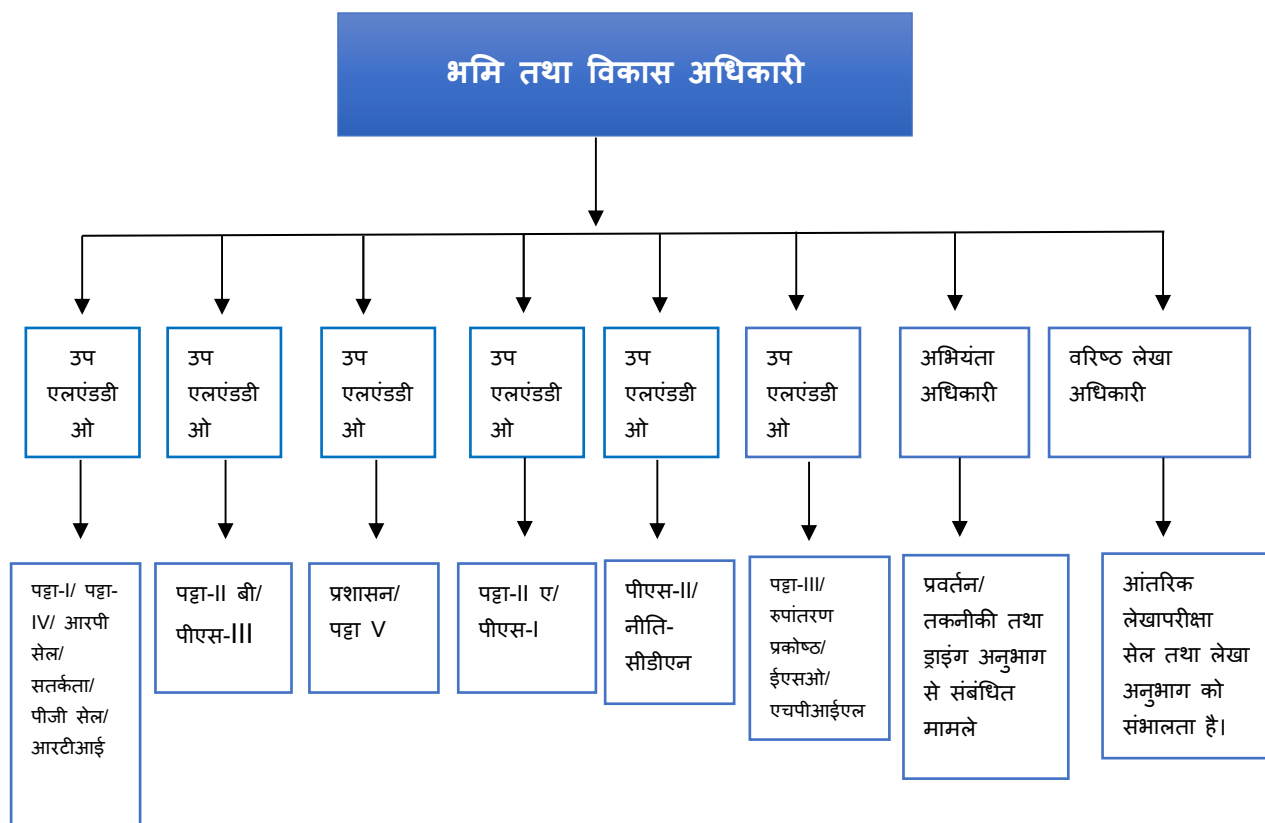 भमि तथा विकास अधिकारी
उप
एलएंडडी
ओ
उप
एलएंडडी
ओ
उप
एलएंडडी
ओ
उप
एलएंडडी
ओ
उप
एलएंडडी
ओ
उप
एलएंडडी
ओ
अभियंता
अधिकारी
वरिष्ठ लेखा
अधिकारी
पट्टा-I/ पट्टा-
IV/ आरपी
सेल/
सतर्कता/
पीजी सेल/
आरटीआई
पट्टा-II बी/
पीएस-III
प्रशासन/
पट्टा V
पट्टा-II ए/
पीएस-I
पीएस-II/
नीति-
सीडीएन
पट्टा-III/
रुपांतरण
प्रकोष्ठ/
ईएसओ/
एचपीआईएल
प्रवर्तन/
तकनीकी तथा
ड्राइंग अनुभाग
से संबंधित
मामले
आंतरिक
लेखापरीक्षा
सेल तथा लेखा
अनुभाग को
संभालता है।